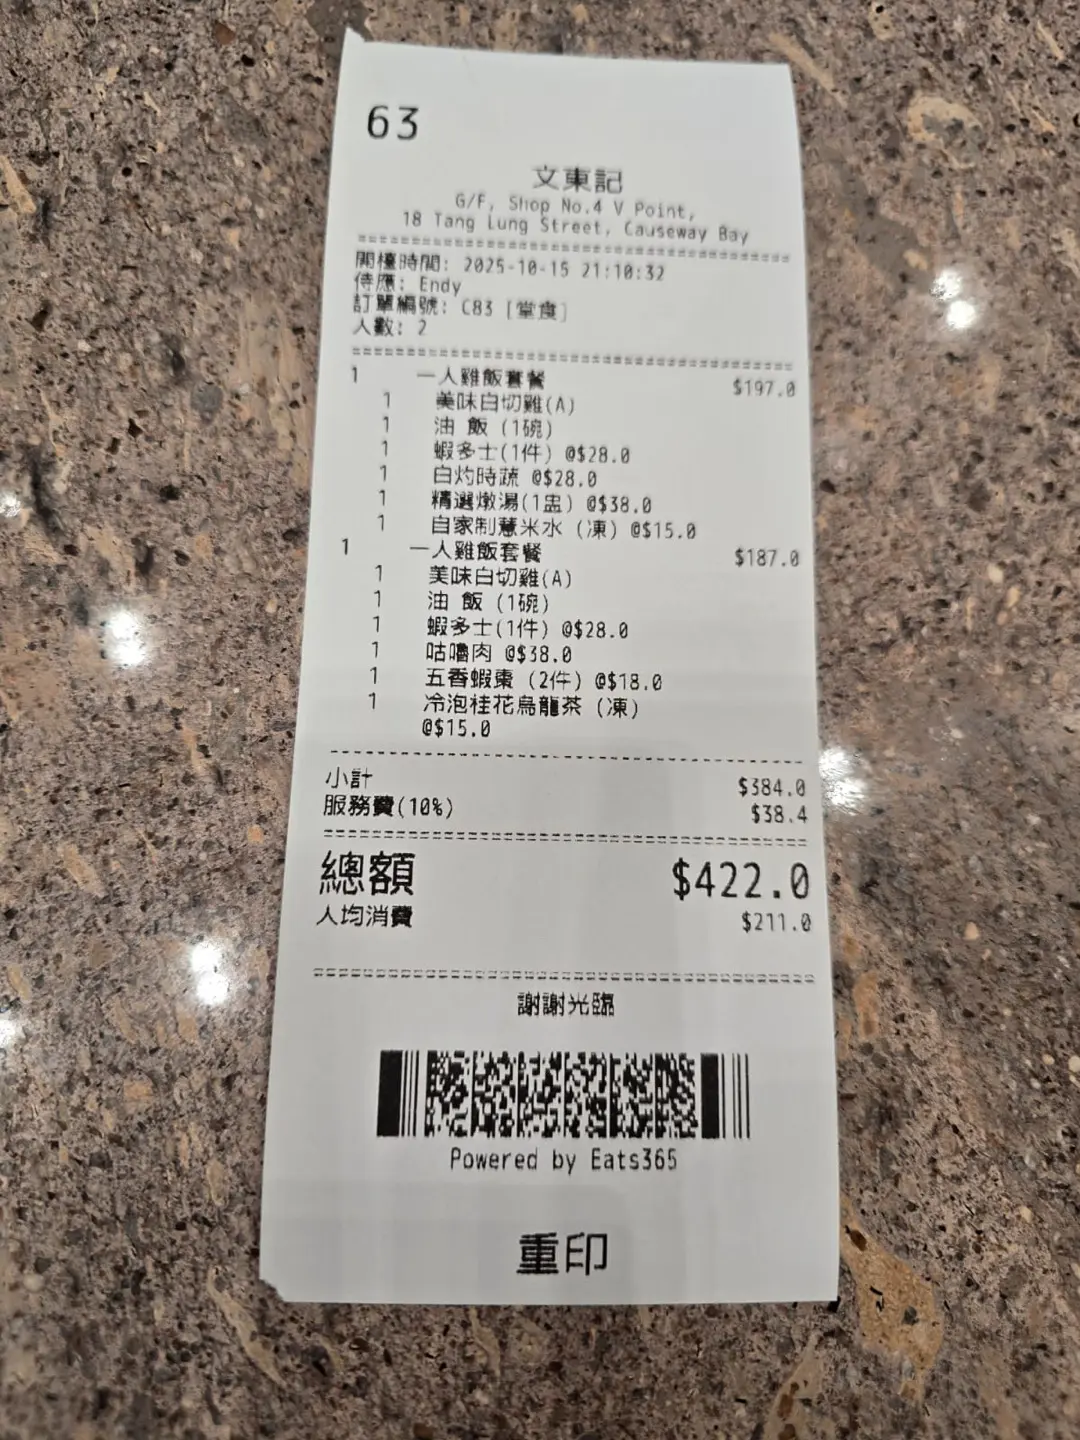 63
文東記
G/F, Shop No.4 V Point,
18 Tang Lung Street, Causeway Bay
開檯時間: 2025-10-15 21:10:32
侍應: Endy
訂單編號: C83 [堂食]
人數: 2
1 一人雞飯套餐 $197.0
1 美味白切雞(A)
1 油 飯 (1碗)
1 蝦多士(1件) @$28.0
1 白灼時蔬 @$28.0
1 精選燉湯(1盅) @$38.0
1 自家制薏米水 (凍) @$15.0
1 一人雞飯套餐 $187.0
1 美味白切雞(A)
1 油 飯 (1碗)
1 蝦多士(1件) @$28.0
1 咕嚕肉 @$38.0
1 五香蝦棗 (2件) @$18.0
1 冷泡桂花烏龍茶 (凍)
@$15.0
小計 $384.0
服務費(10%) $38.4
總額 $422.0
人均消費 $211.0
謝謝光臨
Powered by Eats365
重印